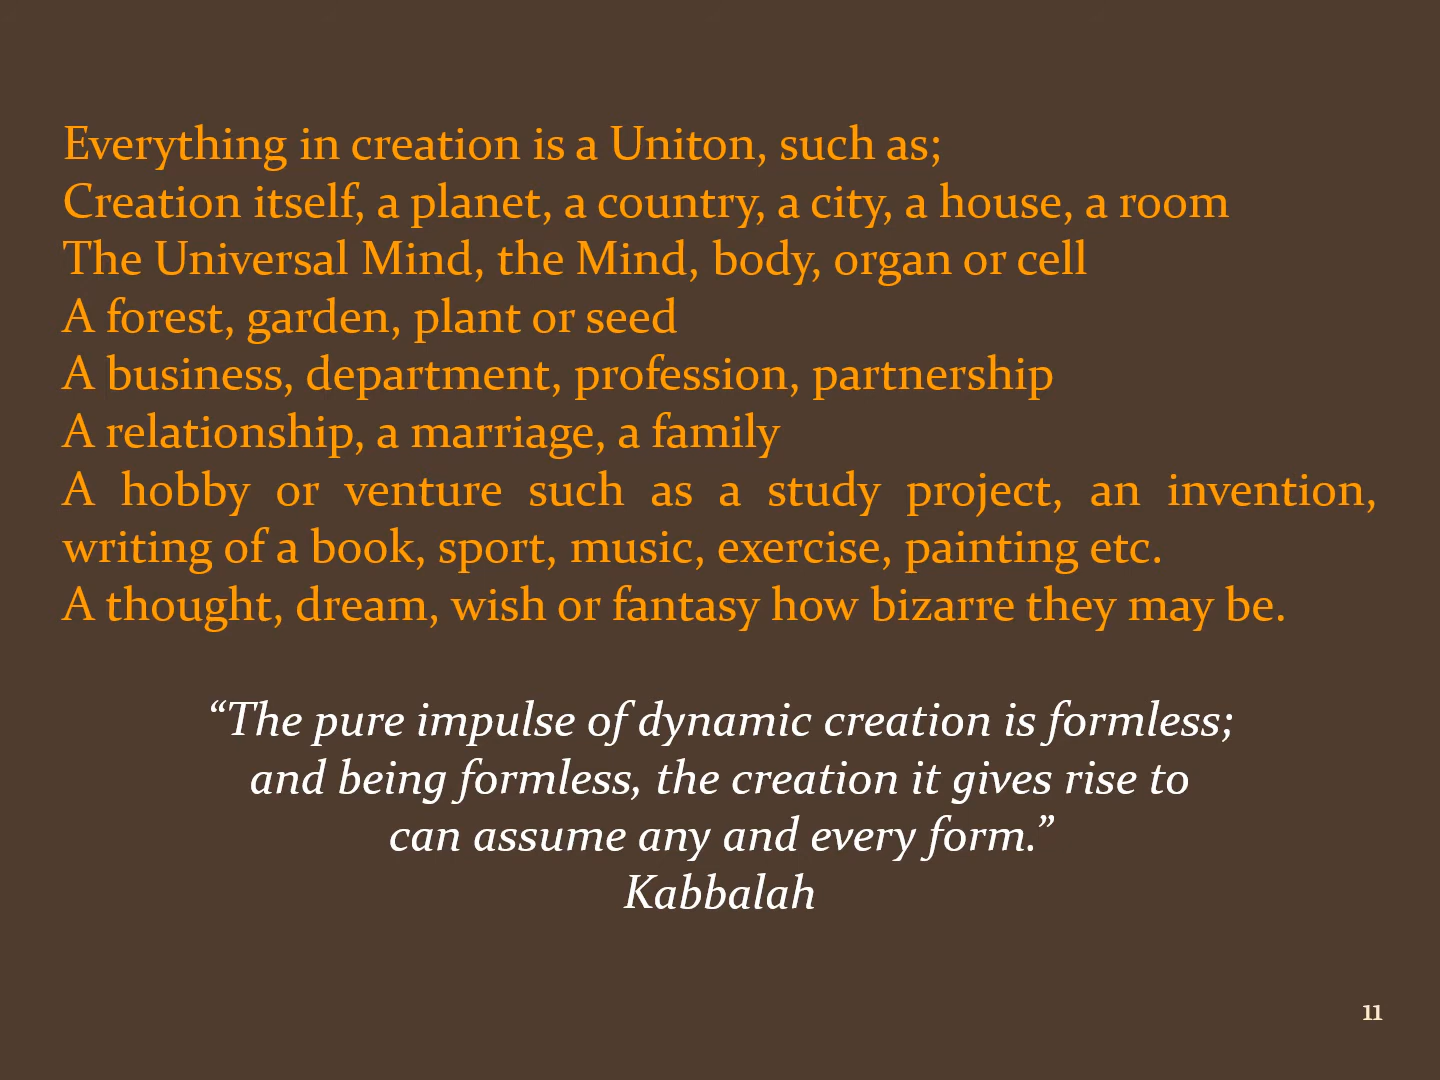 Everything in creation is a Uniton, such as;
Creation itself, a planet, a country, a city, a house, a room
The Universal Mind, the Mind, body, organ or cell
A forest, garden, plant or seed
A business, department, profession, partnership
A relationship, a marriage, a family
A hobby or venture such as a study project, an invention,
writing of a book, sport, music, exercise, painting etc.
A thought, dream, wish or fantasy how bizarre they may be.
“The pure impulse of dynamic creation is formless;
and being formless, the creation it gives rise to
can assume any and every form.”
Kabbalah
11